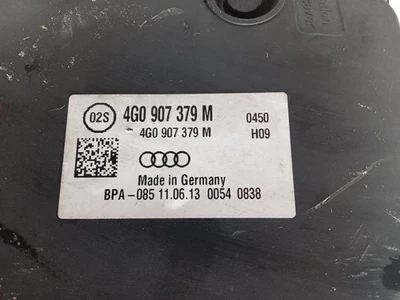 02S 4G0 907 379 M 0450
4G0 907 379 M H09
Made in Germany
BPA-085 11.06.13 0054 0838